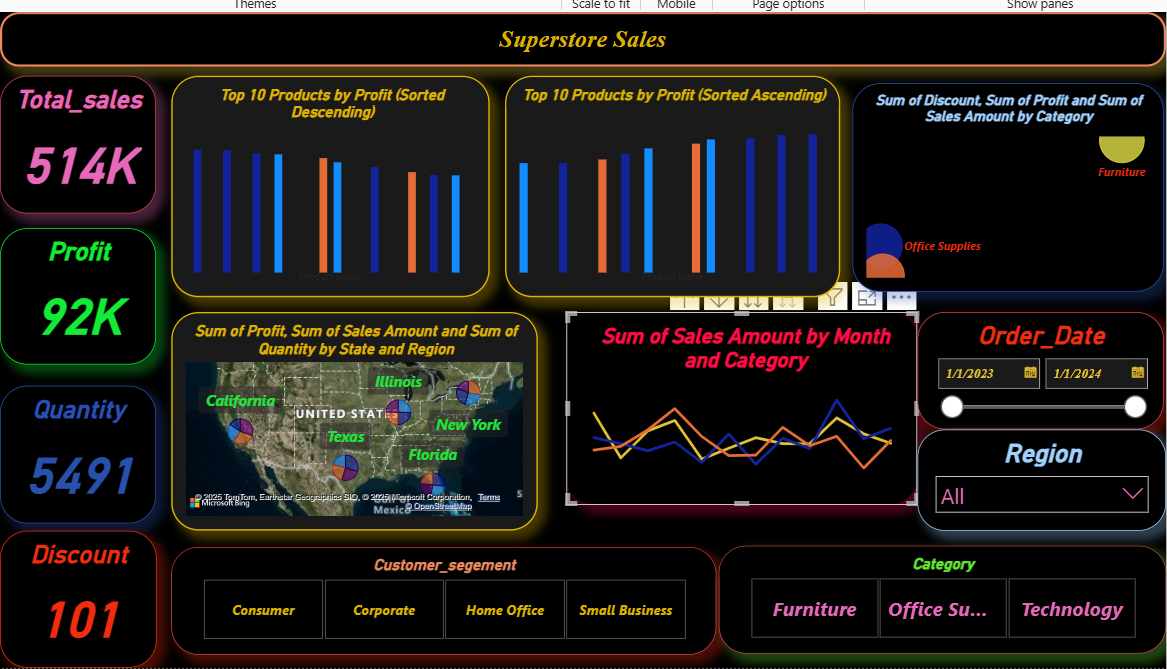 Themes
Scale to fit
Mobile
Page options
Show panes
Superstore Sales
Total_sales
514K
Profit
92K
Quantity
5491
Discount
101
Top 10 Products by Profit (Sorted
Descending)
Top 10 Products by Profit (Sorted Ascending)
Sum of Discount, Sum of Profit and Sum of
Sales Amount by Category
Furniture
Office Supplies
Sum of Profit, Sum of Sales Amount and Sum of
Quantity by State and Region
California
Illinois
UNITED STATES
Texas
New York
Florida
Gulf of
Mexico
© 2025 TomTom, Earthstar Geographics SIO, © 2025 Microsoft Corporation, Terms
© OpenStreetMap
Microsoft Bing
Sum of Sales Amount by Month
and Category
Order_Date
1/1/2023
1/1/2024
Region
All
Customer_segement
Consumer
Corporate
Home Office
Small Business
Category
Furniture
Office Su...
Technology